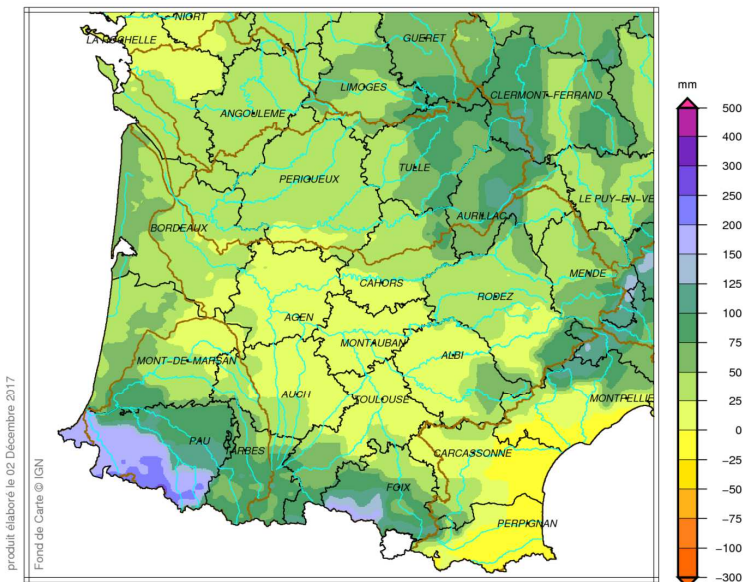 NIORT
LA ROCHELLE
GUERET
LIMOGES
CLERMONT-FERRAND
ANGOULEME
PERIGUEUX
TULLE
AURILLAC
LE PUY-EN-VE
BORDEAUX
MENDE
CAHORS
RODEZ
AGEN
MONTAUBAN
ALBI
MONT-DE-MARSAN
AUCH
TOULOUSE
MONTPELLIE
PAU
TARBES
CARCASSONNE
FOIX
PERPIGNAN
mm
500
400
300
250
200
150
125
100
75
50
25
0
-25
-50
-75
-100
-300
produit élaboré le 02 Décembre 2017
Fond de Carte © IGN